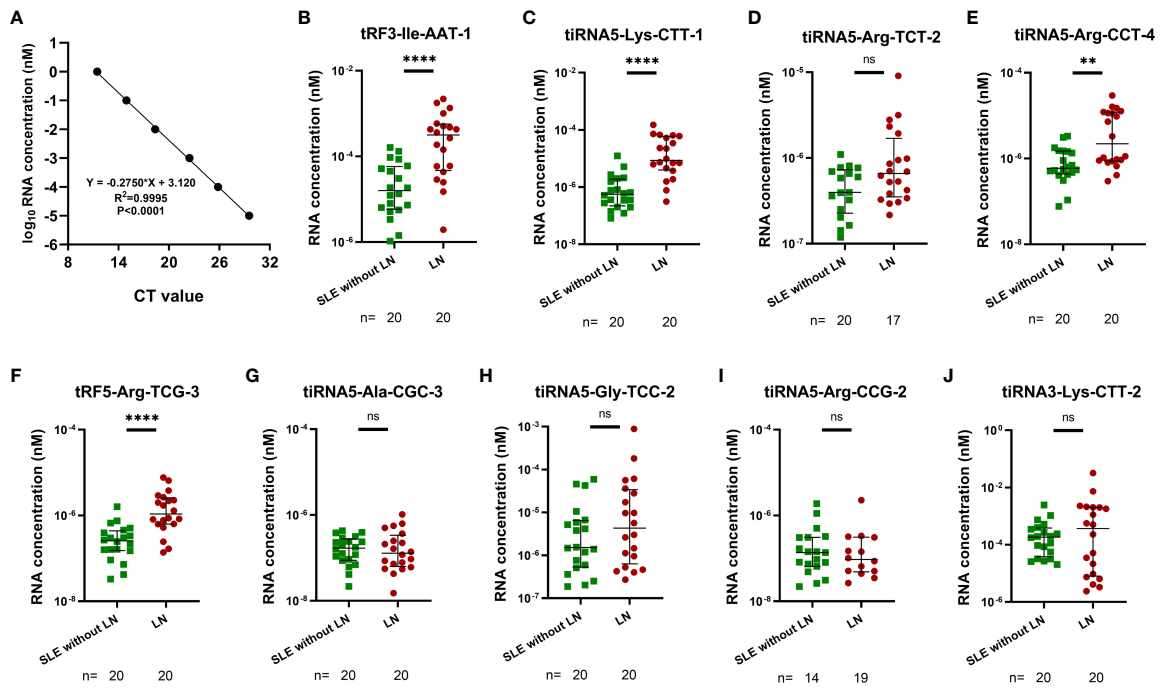 A
log10 RNA concentration (nM)
1
0
-1
-2
-3
-4
-5
-6
Y = -0.2750*X + 3.120
R2=0.9995
P<0.0001
8 14 20 26 32
CT value
B
tRF3-Ile-AAT-1
****
RNA concentration (nM)
10-2
10-4
10-6
SLE without LN
LN
n= 20 20
C
tiRNA5-Lys-CTT-1
****
RNA concentration (nM)
10-2
10-4
10-6
10-8
SLE without LN
LN
n= 20 20
D
tiRNA5-Arg-TCT-2
ns
RNA concentration (nM)
10-5
10-6
10-7
SLE without LN
LN
n= 20 17
E
tiRNA5-Arg-CCT-4
**
RNA concentration (nM)
10-4
10-6
10-8
SLE without LN
LN
n= 20 20
F
tRF5-Arg-TCG-3
****
RNA concentration (nM)
10-4
10-6
10-8
SLE without LN
LN
n= 20 20
G
tiRNA5-Ala-CGC-3
ns
RNA concentration (nM)
10-4
10-6
10-8
SLE without LN
LN
n= 20 20
H
tiRNA5-Gly-TCC-2
ns
RNA concentration (nM)
10-3
10-4
10-5
10-6
10-7
SLE without LN
LN
n= 20 20
I
tiRNA5-Arg-CCG-2
ns
RNA concentration (nM)
10-4
10-6
10-8
SLE without LN
LN
n= 14 19
J
tiRNA3-Lys-CTT-2
ns
RNA concentration (nM)
100
10-2
10-4
10-6
SLE without LN
LN
n= 20 20